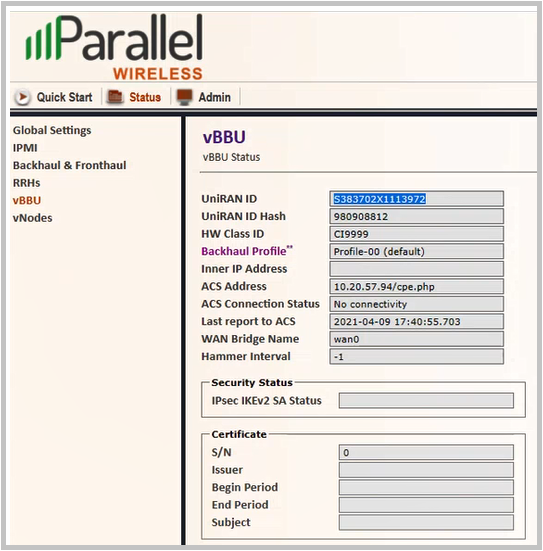 Parallel
WIRELESS
Quick Start Status Admin
Global Settings
IPMI
Backhaul & Fronthaul
RRHs
vBBU
vNodes
vBBU
vBBU Status
UniRAN ID S383702X1113972
UniRAN ID Hash 980908812
HW Class ID CI9999
Backhaul Profile** Profile-00 (default)
Inner IP Address
ACS Address 10.20.57.94/cpe.php
ACS Connection Status No connectivity
Last report to ACS 2021-04-09 17:40:55.703
WAN Bridge Name wan0
Hammer Interval -1
Security Status
IPsec IKEv2 SA Status
Certificate
S/N 0
Issuer
Begin Period
End Period
Subject